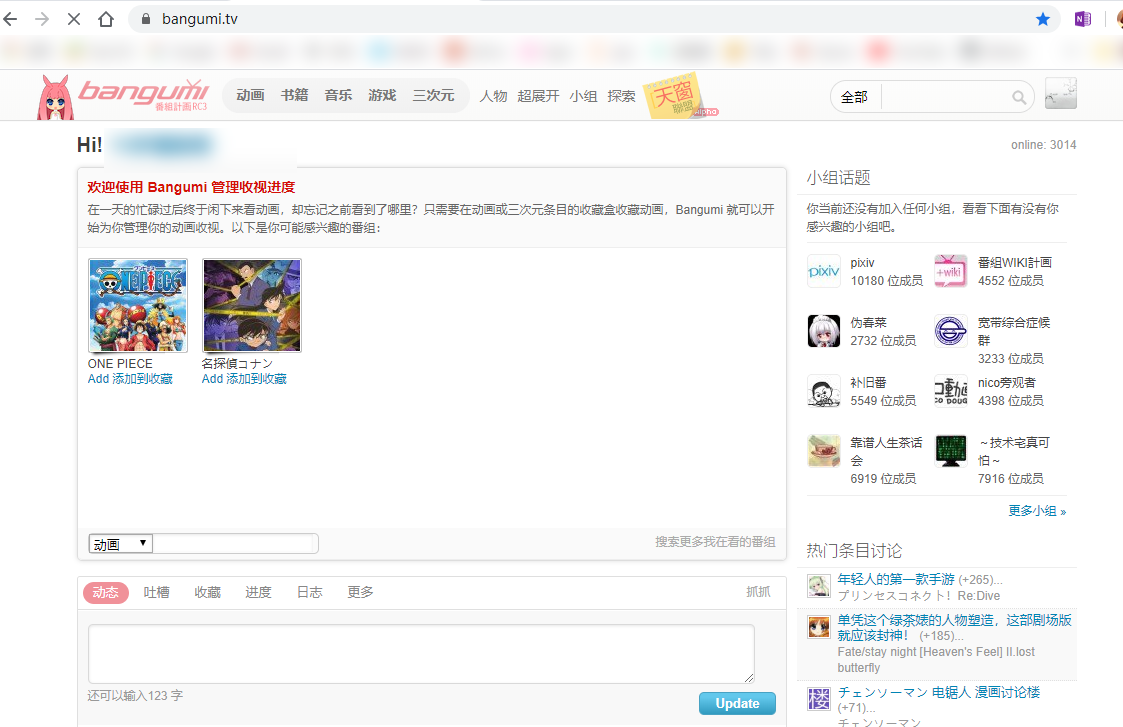 bangumi.tv
bangumi
番組計画RC3
動画 书籍 音乐 游戏 三次元 人物 超展开 小组 探索
天窗
聯盟
Alpha
全部
Hi!
online: 3014
欢迎使用 Bangumi 管理收视进度
在一天的忙碌过后终于闲下来看动画，却忘记之前看到了哪里？只需要在动画或三次元条目的收藏盒收藏动画，Bangumi 就可以开
始为你管理你的动画收视。以下是你可能感兴趣的番组：
ONE PIECE
ONE PIECE
Add 添加到收藏
名探偵コナン
Add 添加到收藏
动画
搜索更多我在看的番组
动态 吐槽 收藏 进度 日志 更多 抓抓
还可以输入123 字
Update
小组话题
你当前还没有加入任何小组，看看下面有没有你
感兴趣的小组吧。
pixiv
pixiv
10180 位成员
+wiki
番組WIKI計画
4552 位成员
伪春菜
2732 位成员
宽带综合症候
群
3233 位成员
补旧番
5549 位成员
nico旁观者
4398 位成员
靠谱人生茶话
会
6919 位成员
～技术宅真可
怕～
7916 位成员
更多小组 »
热门条目讨论
年轻人的第一款手游 (+265)...
プリンセスコネクト！Re:Dive
单凭这个绿茶婊的人物塑造，这部剧场版
就应该封神！ (+185)...
Fate/stay night [Heaven's Feel] II.lost
butterfly
楼
チェンソーマン 电锯人 漫画讨论楼
(+71)...
チェンソーマン